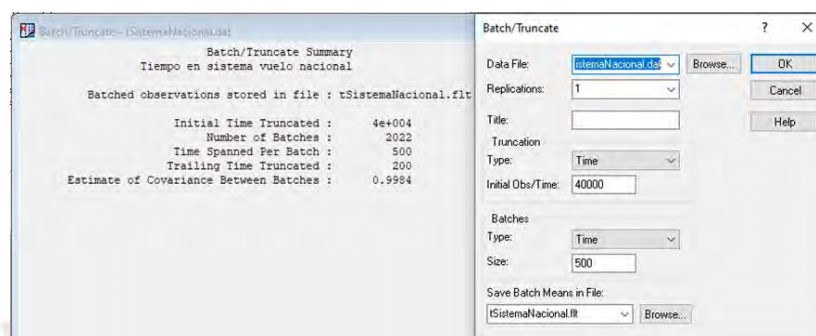 Batch/Truncate - tSistemaNacional.dat
Batch/Truncate Summary
Tiempo en sistema vuelo nacional
Batched observations stored in file : tSistemaNacional.flt
Initial Time Truncated : 4e+004
Number of Batches : 2022
Time Spanned Per Batch : 500
Trailing Time Truncated : 200
Estimate of Covariance Between Batches : 0.9984
Batch/Truncate ? ×
Data File: istemaNacional.dat Browse... OK
Replications: 1 Cancel
Title: Help
Truncation
Type: Time
Initial Obs/Time: 40000
Batches
Type: Time
Size: 500
Save Batch Means in File:
tSistemaNacional.flt Browse...